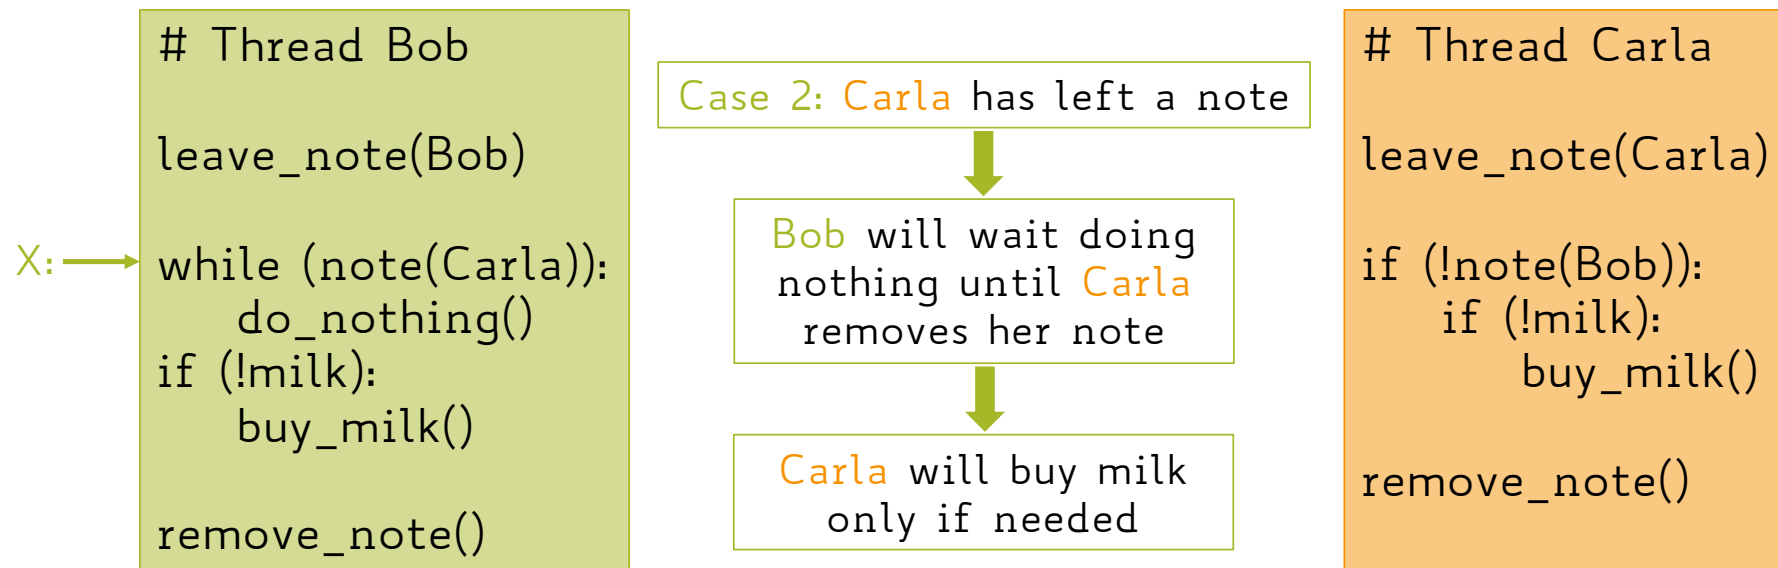 # Thread Bob
leave_note(Bob)
X:
while (note(Carla)):
do_nothing()
if (!milk):
buy_milk()
remove_note()
Case 2: Carla has left a note
Bob will wait doing
nothing until Carla
removes her note
Carla will buy milk
only if needed
# Thread Carla
leave_note(Carla)
if (!note(Bob)):
if (!milk):
buy_milk()
remove_note()